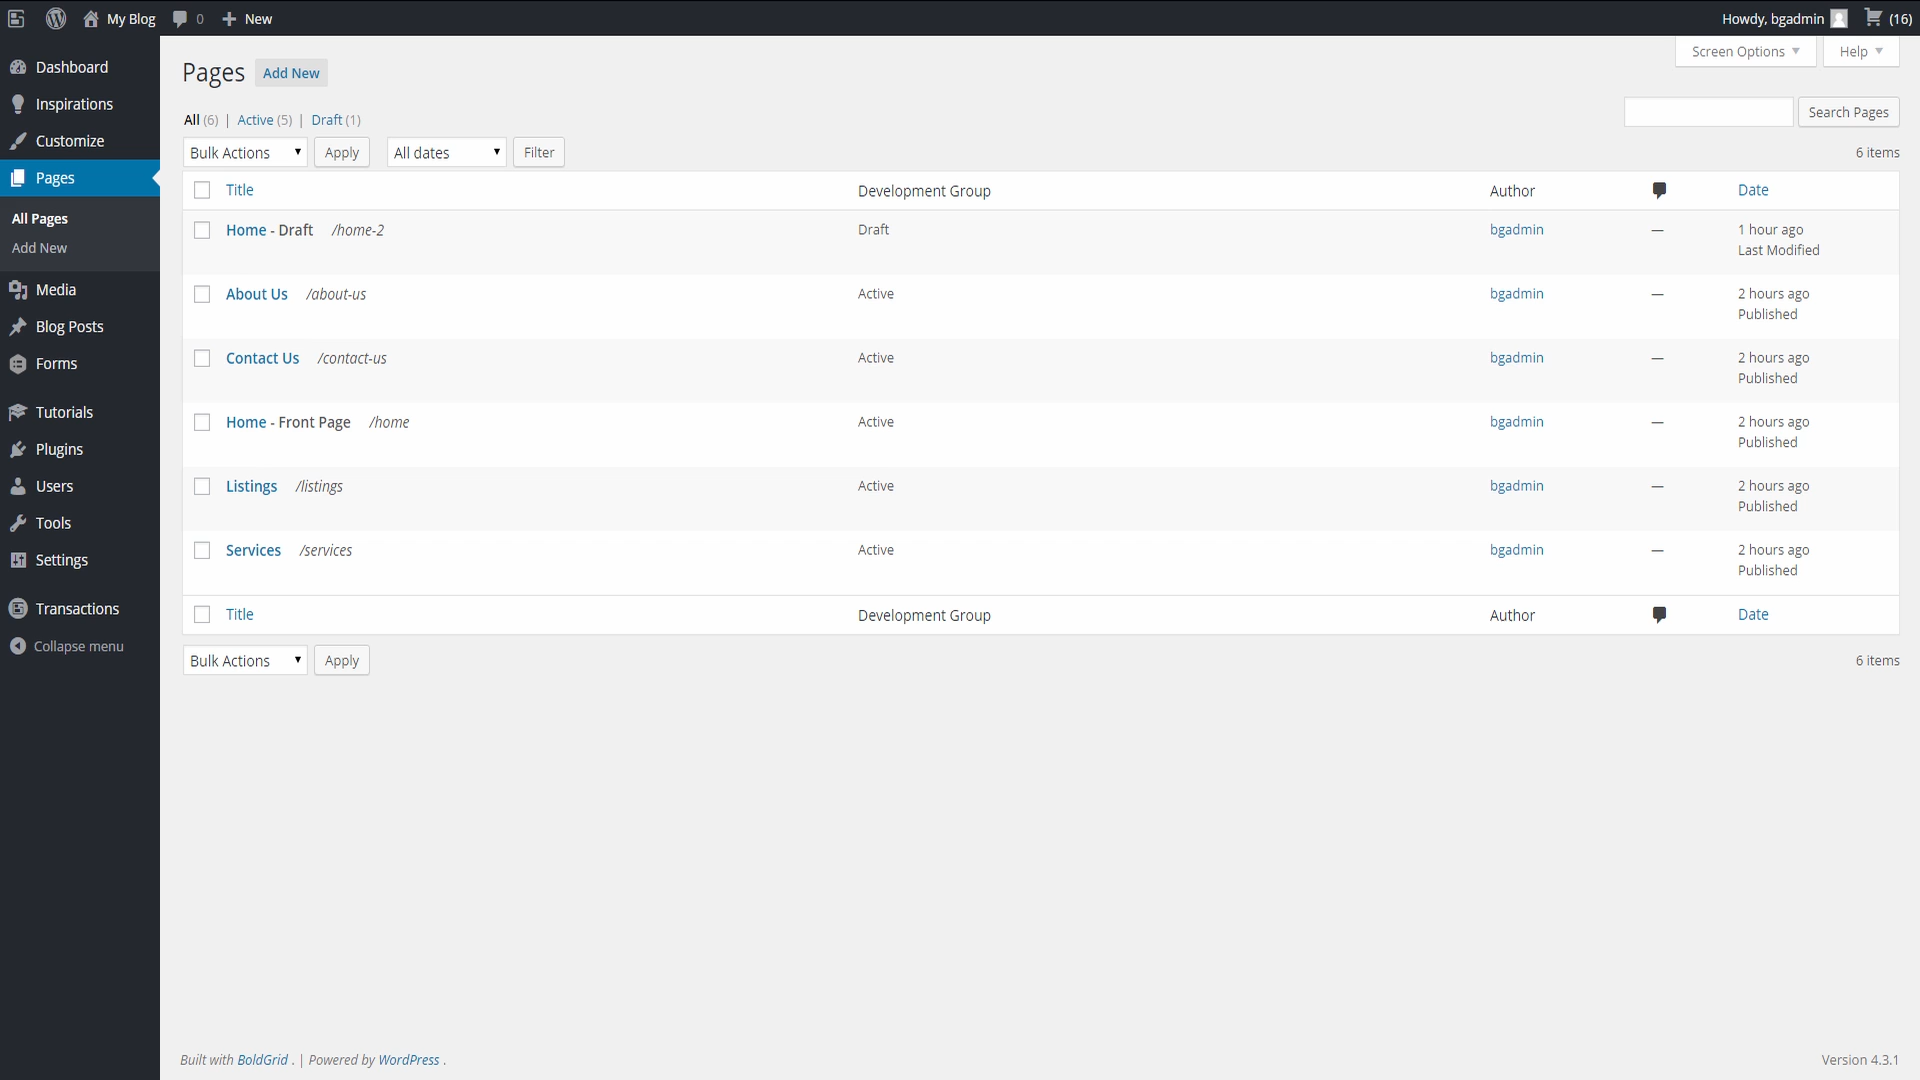 My Blog 0 New Howdy, bgadmin (16)
Dashboard
Inspirations
Customize
Pages
All Pages
Add New
Media
Blog Posts
Forms
Tutorials
Plugins
Users
Tools
Settings
Transactions
Collapse menu
Screen Options Help
Pages Add New
All (6) | Active (5) | Draft (1)
Search Pages
Bulk Actions Apply All dates Filter 6 items
Title Development Group Author Date
Home - Draft /home-2 Draft bgadmin — 1 hour ago
Last Modified
About Us /about-us Active bgadmin — 2 hours ago
Published
Contact Us /contact-us Active bgadmin — 2 hours ago
Published
Home - Front Page /home Active bgadmin — 2 hours ago
Published
Listings /listings Active bgadmin — 2 hours ago
Published
Services /services Active bgadmin — 2 hours ago
Published
Title Development Group Author Date
Bulk Actions Apply 6 items
Built with BoldGrid . | Powered by WordPress . Version 4.3.1